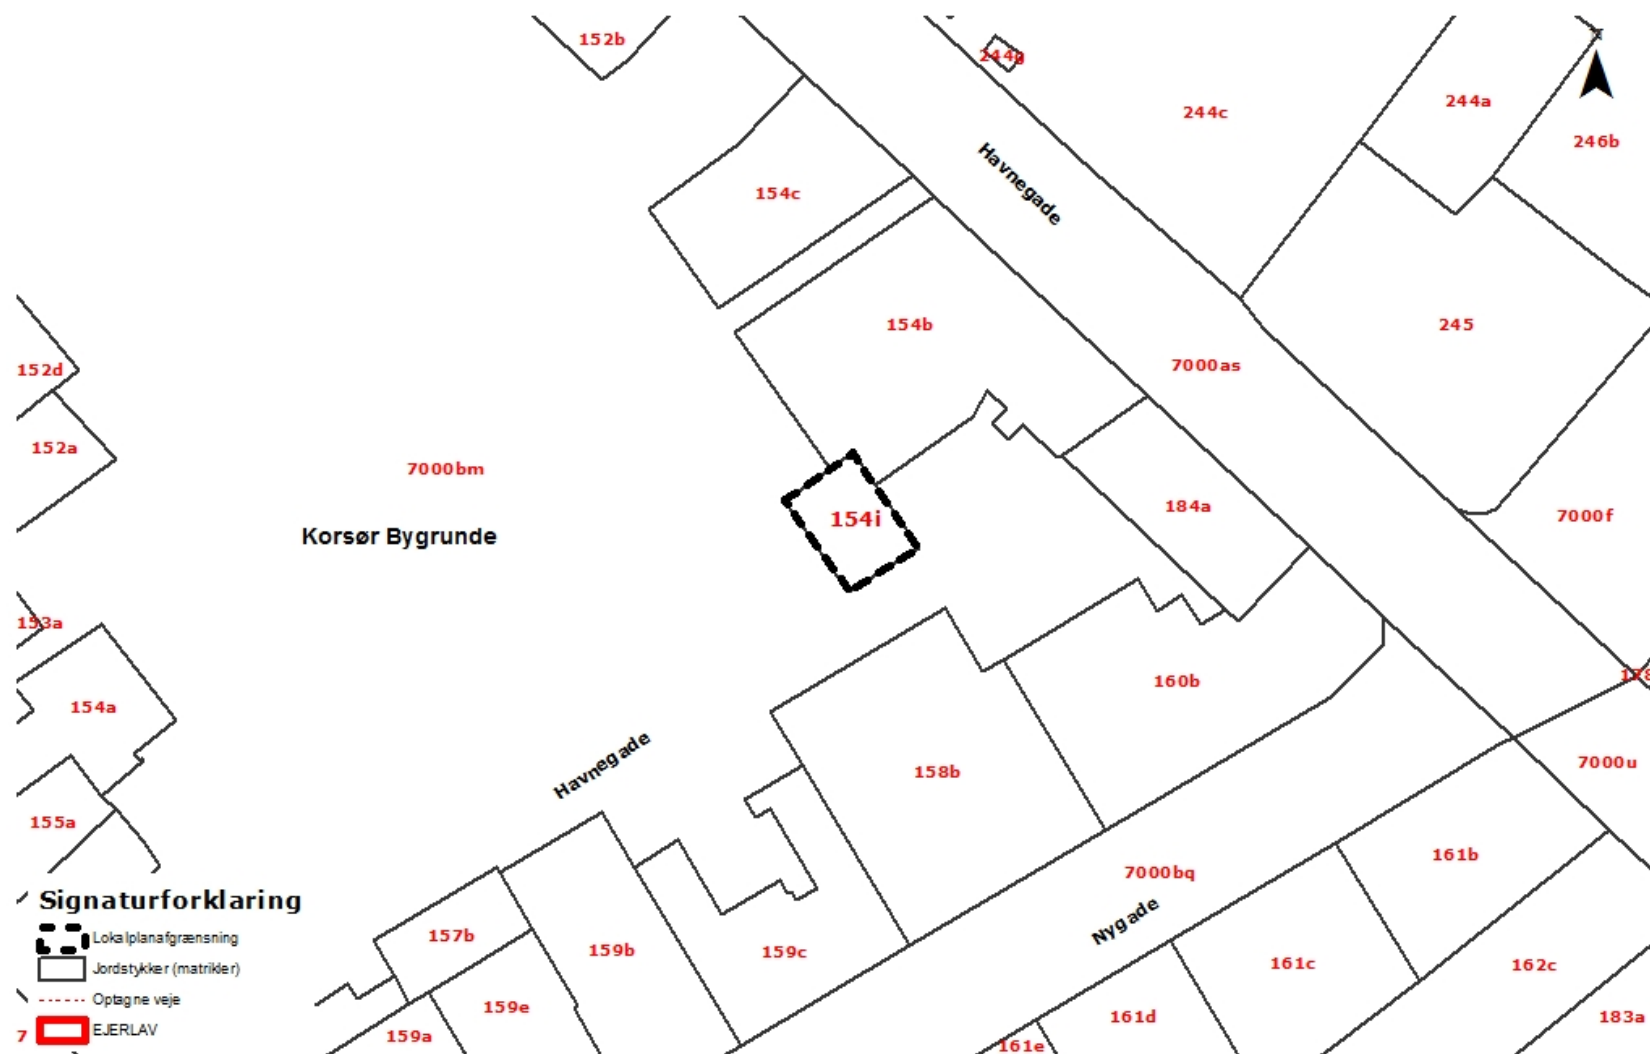 152b
244g
244c
244a
246b
Havnegade
154c
154b
245
7000as
152d
152a
7000bm
154i
184a
7000f
Korsør Bygrunde
153a
154a
160b
7000u
Havnegade
158b
155a
7000bq
161b
Signaturforklaring
Lokalplanafgrænsning
Jordstykker (matrikler)
Optagne veje
EJERLAV
157b
159b
159c
Nygade
161c
162c
159e
159a
161d
161e
183a
7